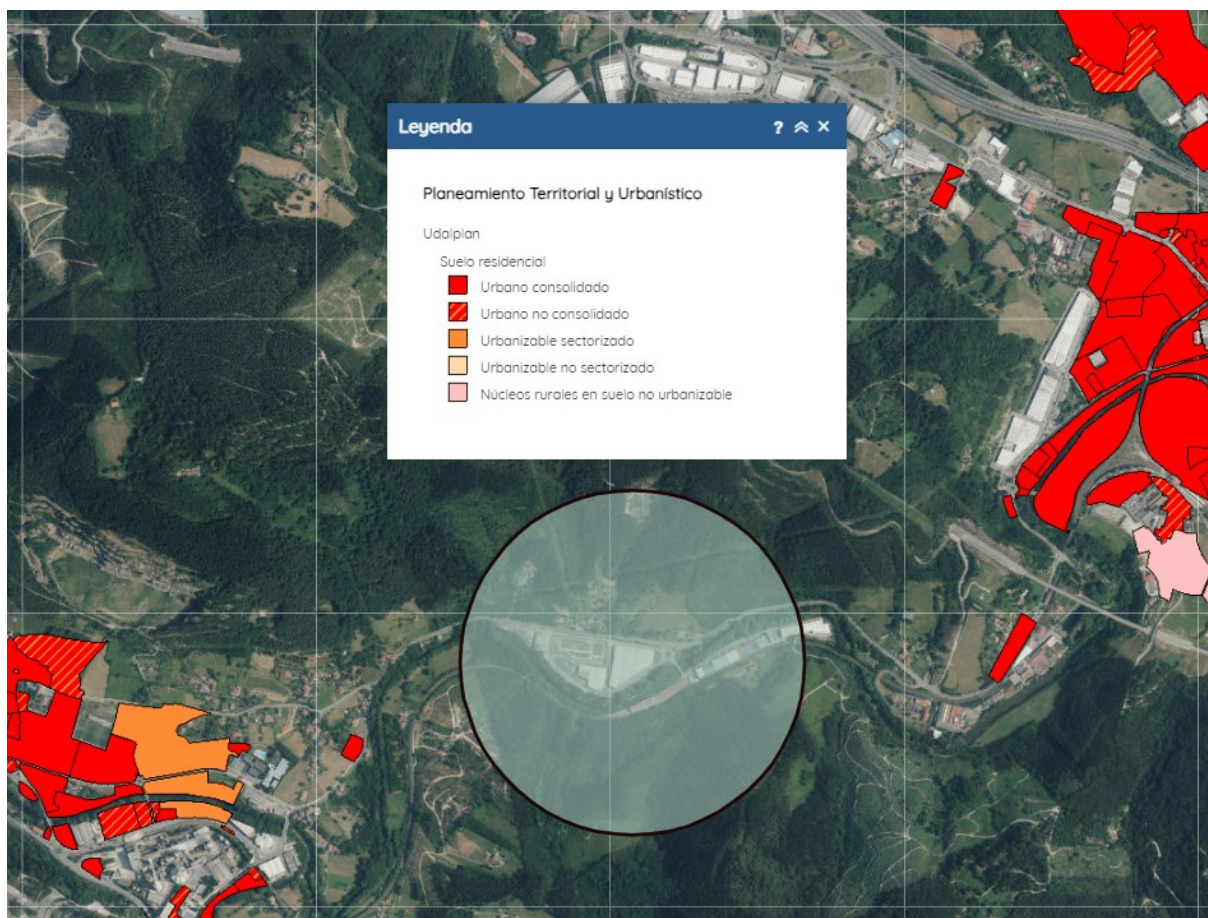 Leyenda ? ✕
Planeamiento Territorial y Urbanístico
Udalplan
Suelo residencial
Urbano consolidado
Urbano no consolidado
Urbanizable sectorizado
Urbanizable no sectorizado
Núcleos rurales en suelo no urbanizable